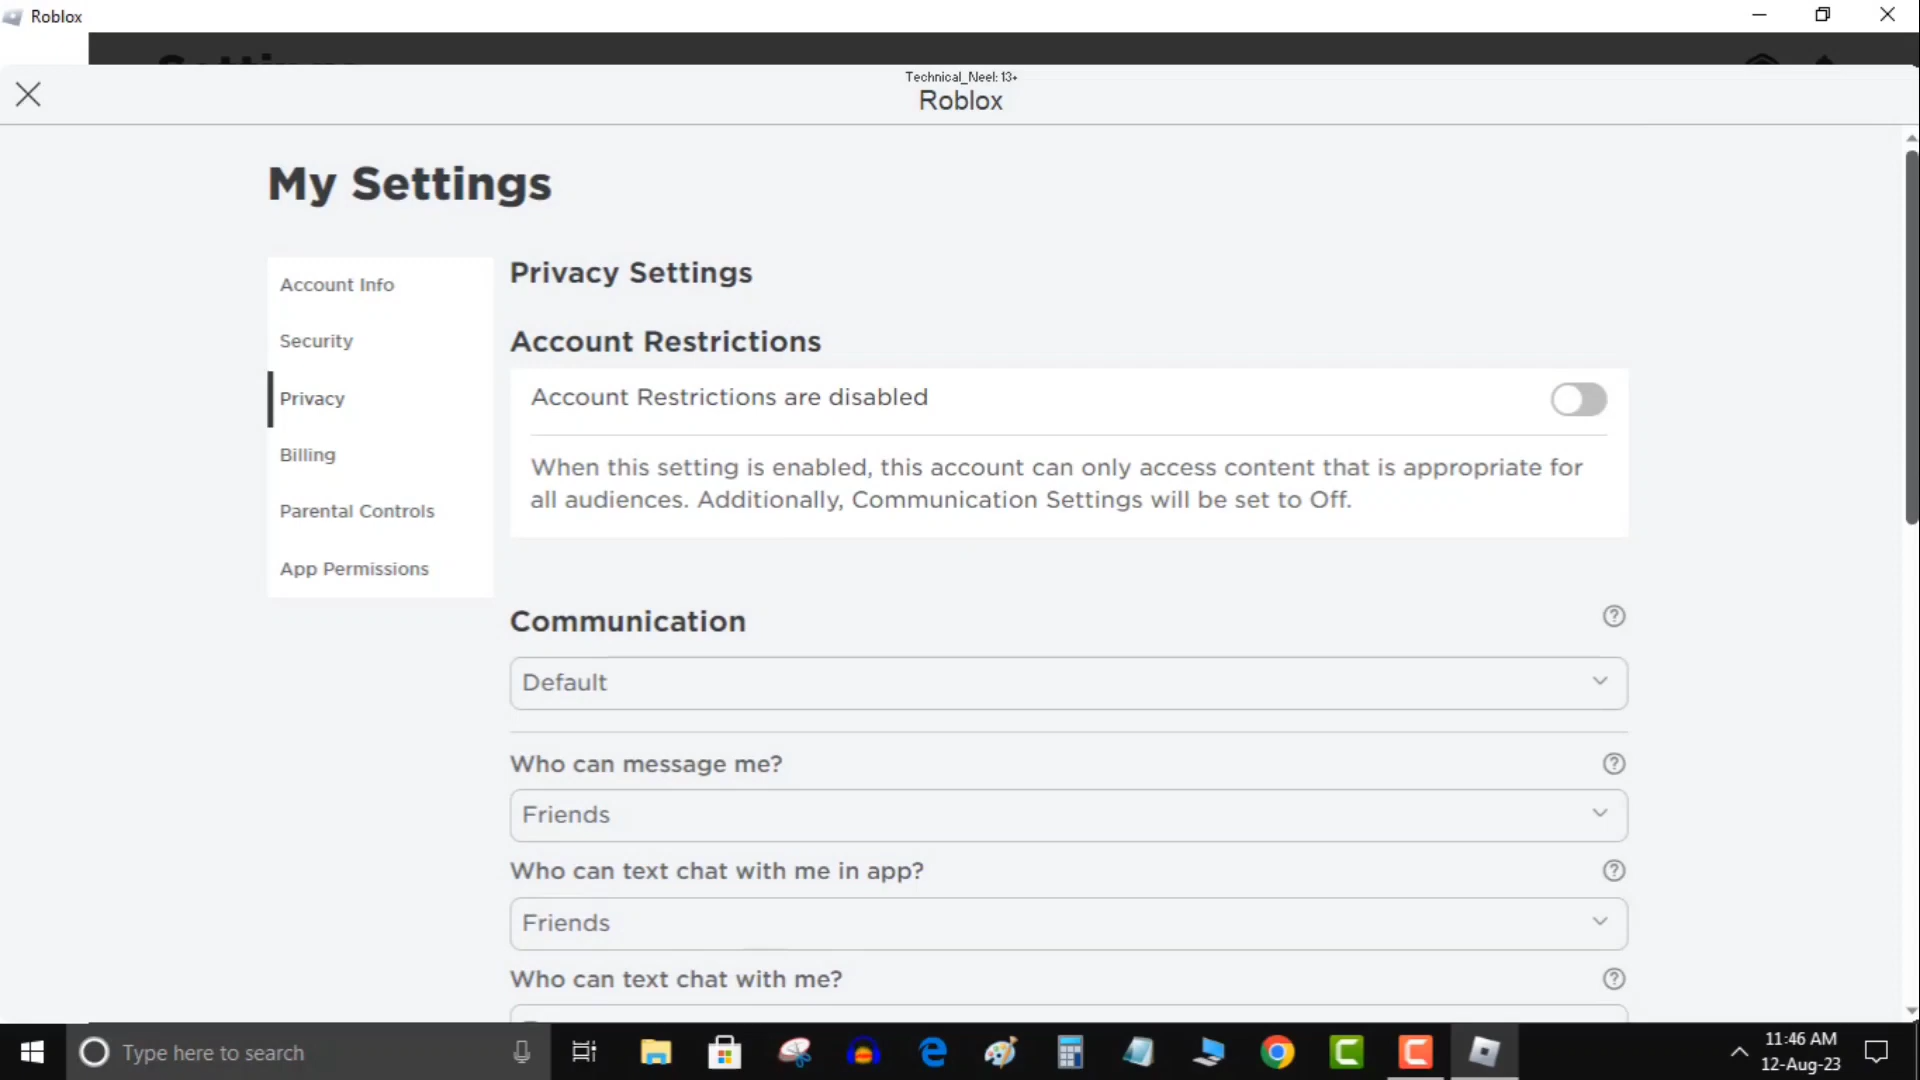 Roblox
Technical_Neel: 13+
Roblox
My Settings
Account Info
Security
Privacy
Billing
Parental Controls
App Permissions
Privacy Settings
Account Restrictions
Account Restrictions are disabled
When this setting is enabled, this account can only access content that is appropriate for
all audiences. Additionally, Communication Settings will be set to Off.
Communication
Default
Who can message me?
Friends
Who can text chat with me in app?
Friends
Who can text chat with me?
Type here to search
11:46 AM
12-Aug-23